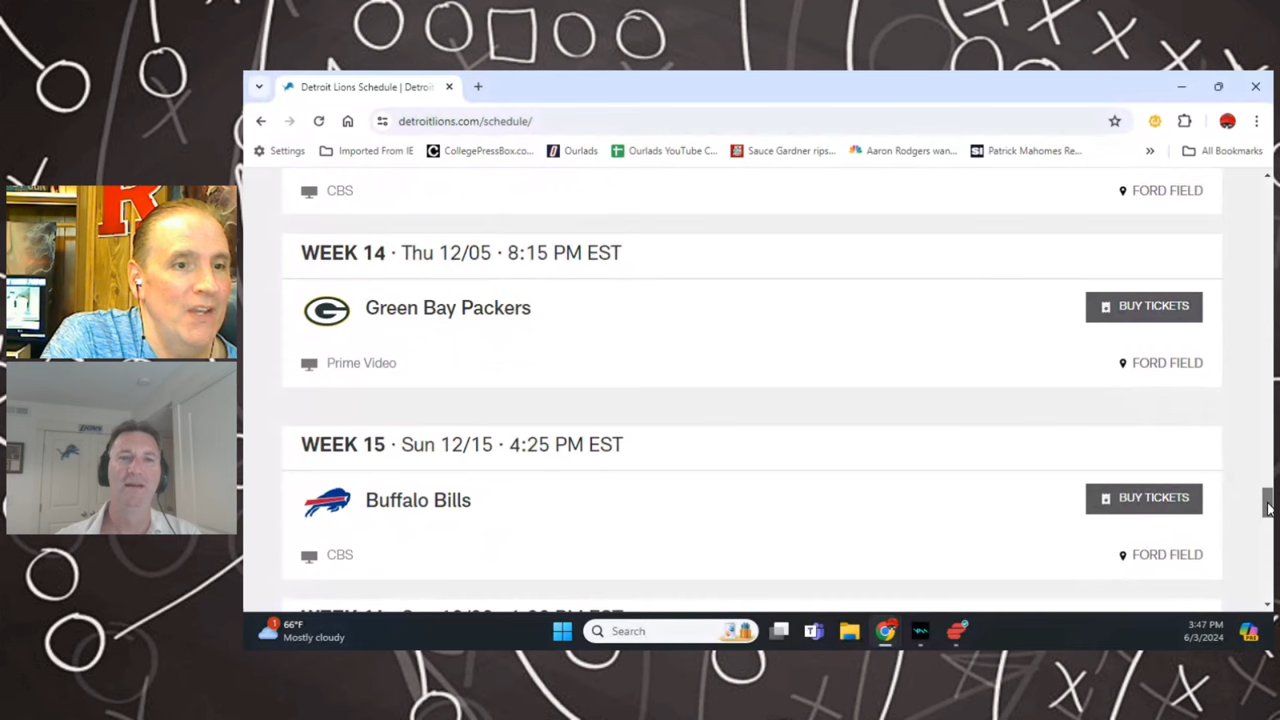 Detroit Lions Schedule | Detroit
detroitlions.com/schedule/
Settings
Imported From IE
CollegePressBox.co...
Ourlads
Ourlads YouTube C...
Sauce Gardner rips...
Aaron Rodgers wan...
Patrick Mahomes Re...
All Bookmarks
CBS
FORD FIELD
WEEK 14 · Thu 12/05 · 8:15 PM EST
Green Bay Packers
BUY TICKETS
Prime Video
FORD FIELD
WEEK 15 · Sun 12/15 · 4:25 PM EST
Buffalo Bills
BUY TICKETS
CBS
FORD FIELD
66°F
Mostly cloudy
Search
3:47 PM
6/3/2024